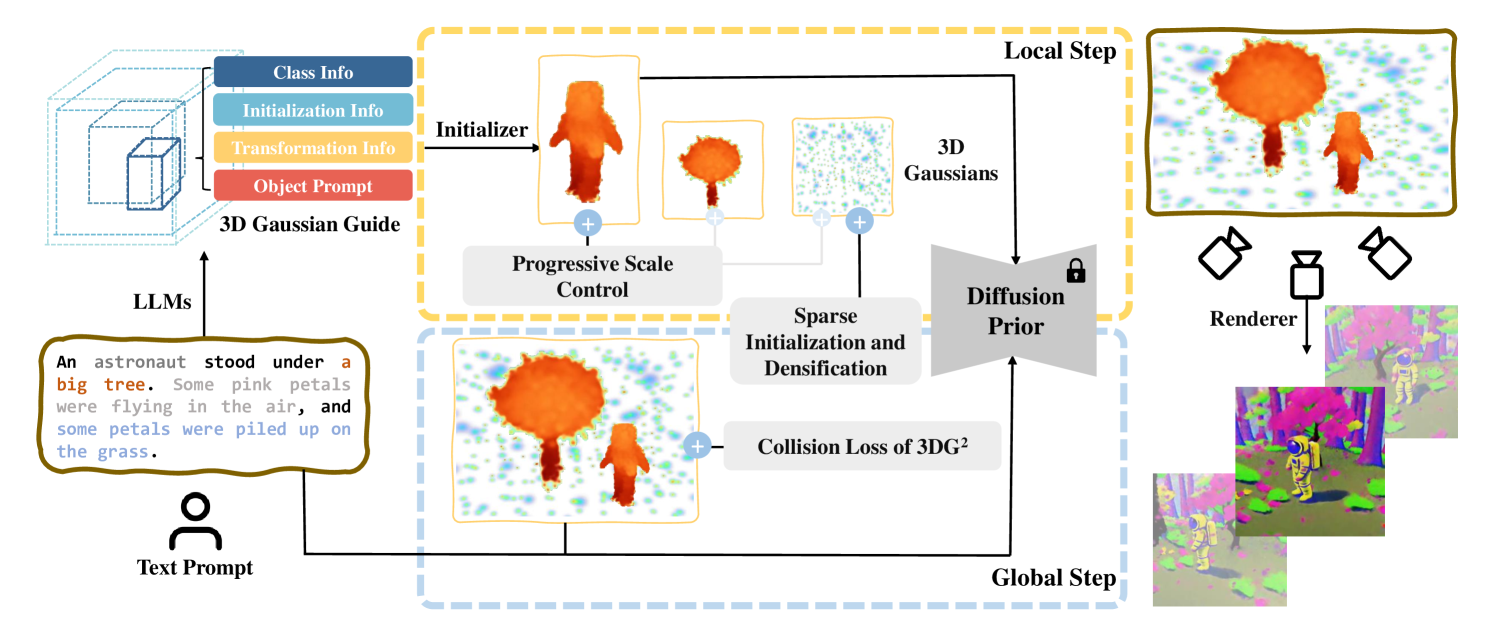 Class Info
Initialization Info
Transformation Info
Object Prompt
3D Gaussian Guide
LLMs
An astronaut stood under a
big tree. Some pink petals
were flying in the air, and
some petals were piled up on
the grass.
Text Prompt
Local Step
Initializer
3D
Gaussians
Progressive Scale
Control
Sparse
Initialization and
Densification
Diffusion
Prior
Collision Loss of 3DG²
Global Step
Renderer